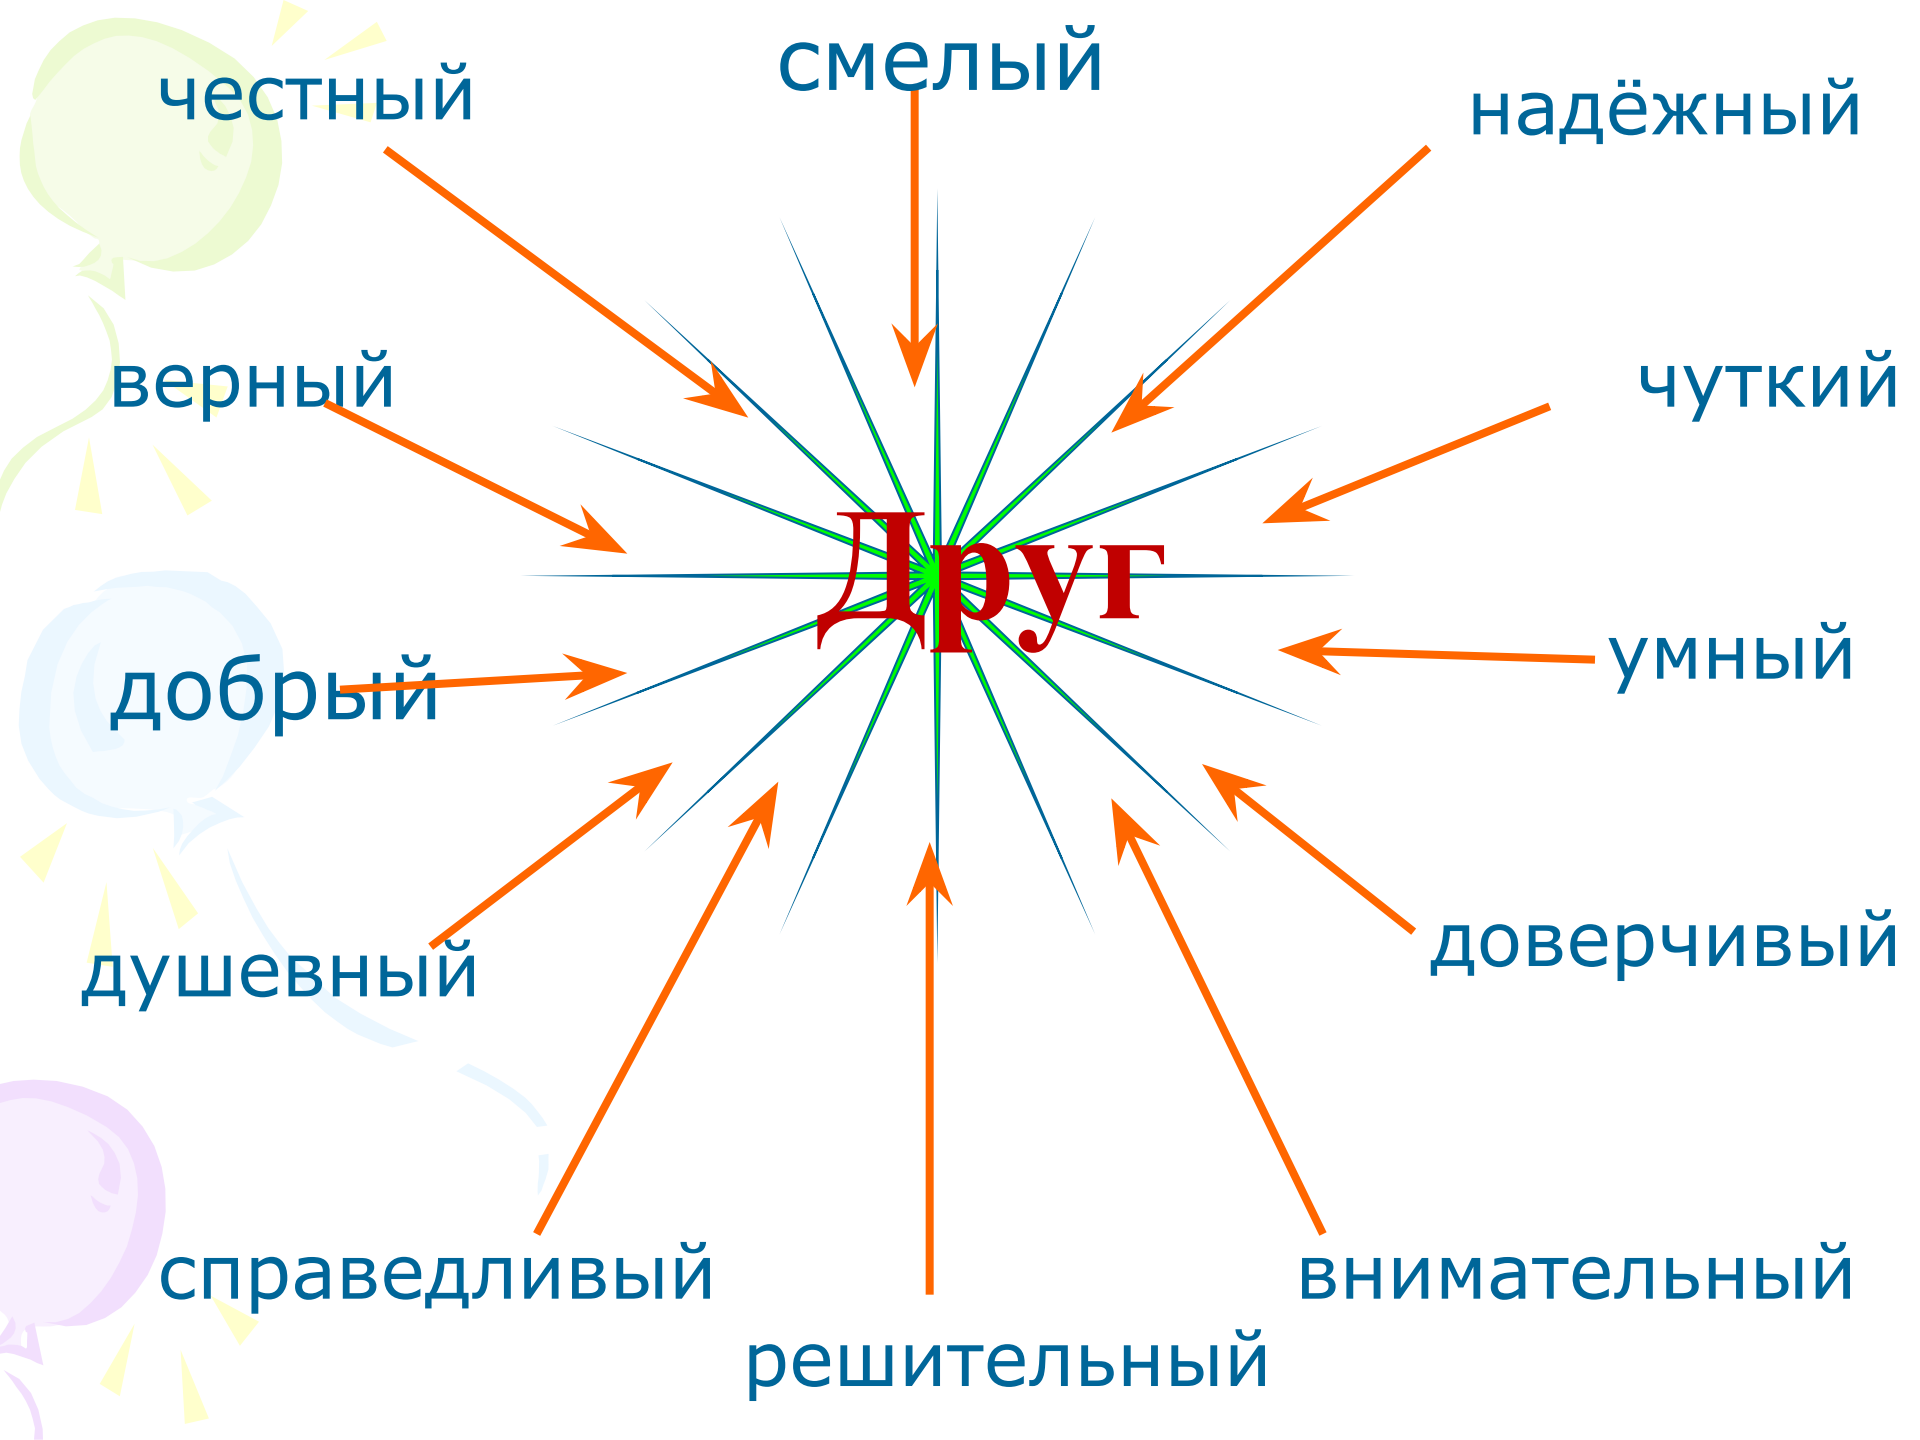 смелый
честный
надёжный
верный
чуткий
Друг
добрый
умный
душевный
доверчивый
справедливый
внимательный
решительный